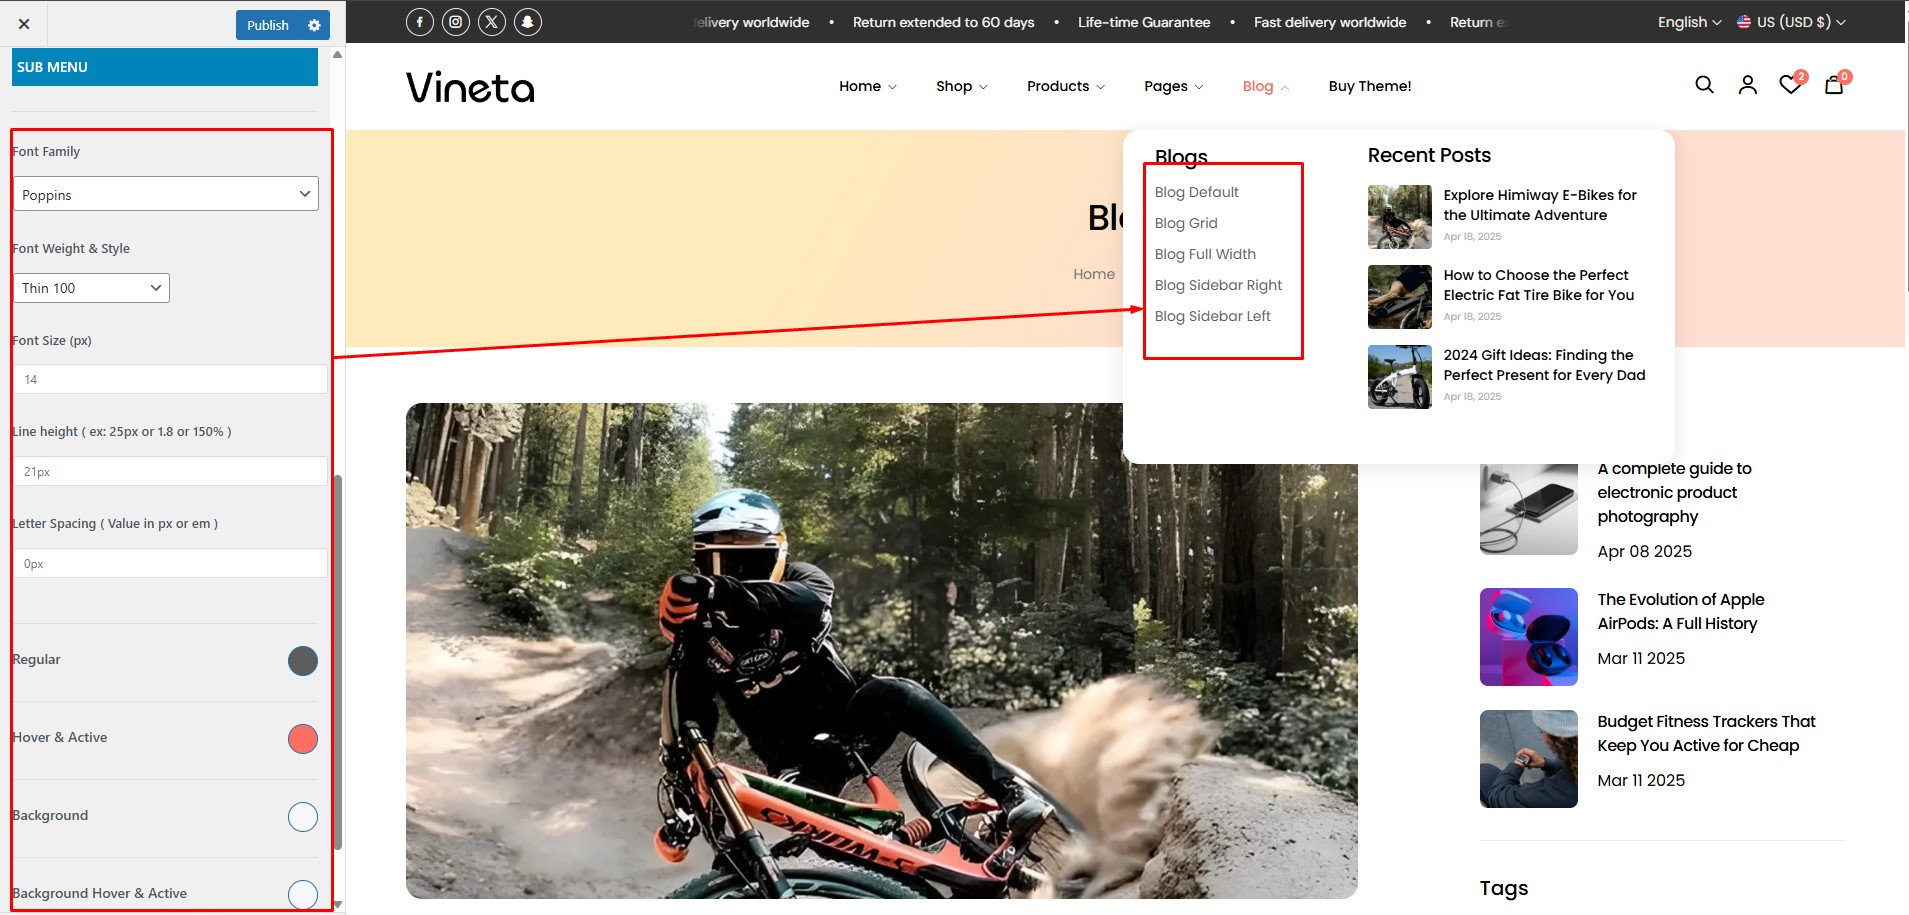 Publish
SUB MENU
Font Family
Poppins
Font Weight & Style
Thin 100
Font Size (px)
14
Line height ( ex: 25px or 1.8 or 150% )
21px
Letter Spacing ( Value in px or em )
0px
Regular
Hover & Active
Background
Background Hover & Active
elivery worldwide • Return extended to 60 days • Life-time Guarantee • Fast delivery worldwide • Return e
English US (USD $)
Vineta
Home Shop Products Pages Blog Buy Theme!
2 0
Blo
Home
Blogs
Blog Default
Blog Grid
Blog Full Width
Blog Sidebar Right
Blog Sidebar Left
Recent Posts
Explore Himiway E-Bikes for
the Ultimate Adventure
Apr 18, 2025
How to Choose the Perfect
Electric Fat Tire Bike for You
Apr 18, 2025
2024 Gift Ideas: Finding the
Perfect Present for Every Dad
Apr 18, 2025
A complete guide to
electronic product
photography
Apr 08 2025
The Evolution of Apple
AirPods: A Full History
Mar 11 2025
Budget Fitness Trackers That
Keep You Active for Cheap
Mar 11 2025
Tags